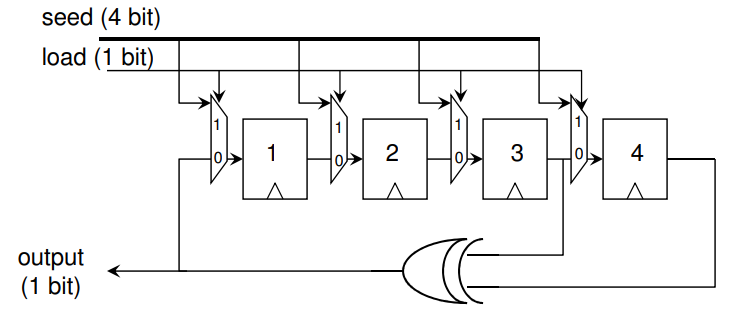 seed (4 bit)
load (1 bit)
1 1 1 1
1 2 3 4
0 0 0 0
output
(1 bit)